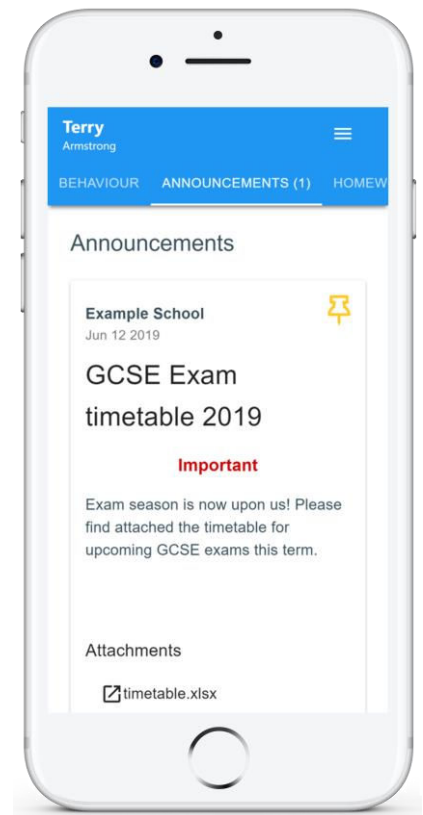 Terry
Armstrong
BEHAVIOUR ANNOUNCEMENTS (1) HOMEW
Announcements
Example School
Jun 12 2019
GCSE Exam
timetable 2019
Important
Exam season is now upon us! Please
find attached the timetable for
upcoming GCSE exams this term.
Attachments
timetable.xlsx